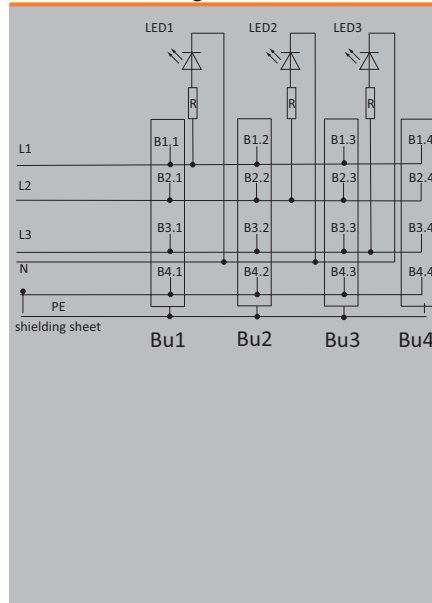 LED1 LED2 LED3
R R R
B1.1 B1.2 B1.3 B1.4
L1
B2.1 B2.2 B2.3 B2.4
L2
B3.1 B3.2 B3.3 B3.4
L3
N
B4.1 B4.2 B4.3 B4.4
PE
shielding sheet
Bu1 Bu2 Bu3 Bu4